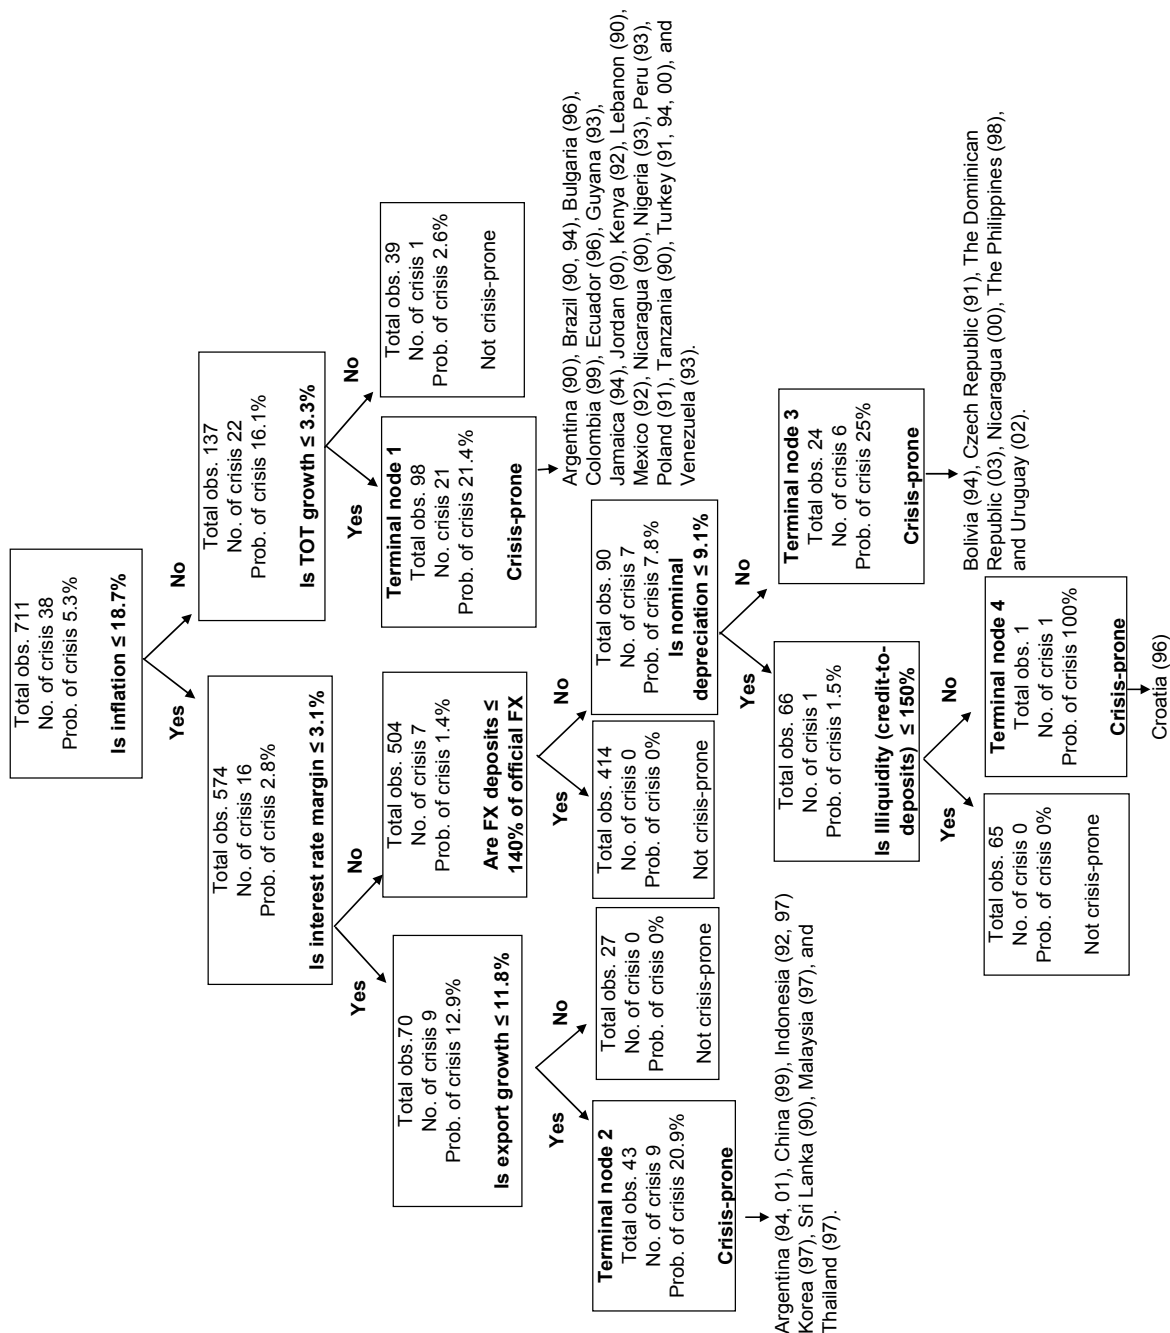 Total obs. 711
No. of crisis 38
Prob. of crisis 5.3%
Is inflation ≤ 18.7%
Yes
No
Total obs. 574
No. of crisis 16
Prob. of crisis 2.8%
Is interest rate margin ≤ 3.1%
Total obs. 137
No. of crisis 22
Prob. of crisis 16.1%
Is TOT growth ≤ 3.3%
Yes
No
Yes
No
Total obs.70
No. of crisis 9
Prob. of crisis 12.9%
Is export growth ≤ 11.8%
Total obs. 504
No. of crisis 7
Prob. of crisis 1.4%
Are FX deposits ≤
140% of official FX
Terminal node 1
Total obs. 98
No. of crisis 21
Prob. of crisis 21.4%
Crisis-prone
Total obs. 39
No. of crisis 1
Prob. of crisis 2.6%
Not crisis-prone
Argentina (90), Brazil (90, 94), Bulgaria (96),
Colombia (99), Ecuador (96), Guyana (93),
Jamaica (94), Jordan (90), Kenya (92), Lebanon (90),
Mexico (92), Nicaragua (90), Nigeria (93), Peru (93),
Poland (91), Tanzania (90), Turkey (91, 94, 00), and
Venezuela (93).
Yes
No
Yes
No
Terminal node 2
Total obs. 43
No. of crisis 9
Prob. of crisis 20.9%
Crisis-prone
Total obs. 27
No. of crisis 0
Prob. of crisis 0%
Not crisis-prone
Total obs. 414
No. of crisis 0
Prob. of crisis 0%
Not crisis-prone
Total obs. 90
No. of crisis 7
Prob. of crisis 7.8%
Is nominal
depreciation ≤ 9.1%
Argentina (94, 01), China (99), Indonesia (92, 97)
Korea (97), Sri Lanka (90), Malaysia (97), and
Thailand (97).
Yes
No
Total obs. 66
No. of crisis 1
Prob. of crisis 1.5%
Is Illiquidity (credit-to-
deposits) ≤ 150%
Terminal node 3
Total obs. 24
No. of crisis 6
Prob. of crisis 25%
Crisis-prone
Bolivia (94), Czech Republic (91), The Dominican
Republic (03), Nicaragua (00), The Philippines (98),
and Uruguay (02).
Yes
No
Total obs. 65
No. of crisis 0
Prob. of crisis 0%
Not crisis-prone
Terminal node 4
Total obs. 1
No. of crisis 1
Prob. of crisis 100%
Crisis-prone
Croatia (96)